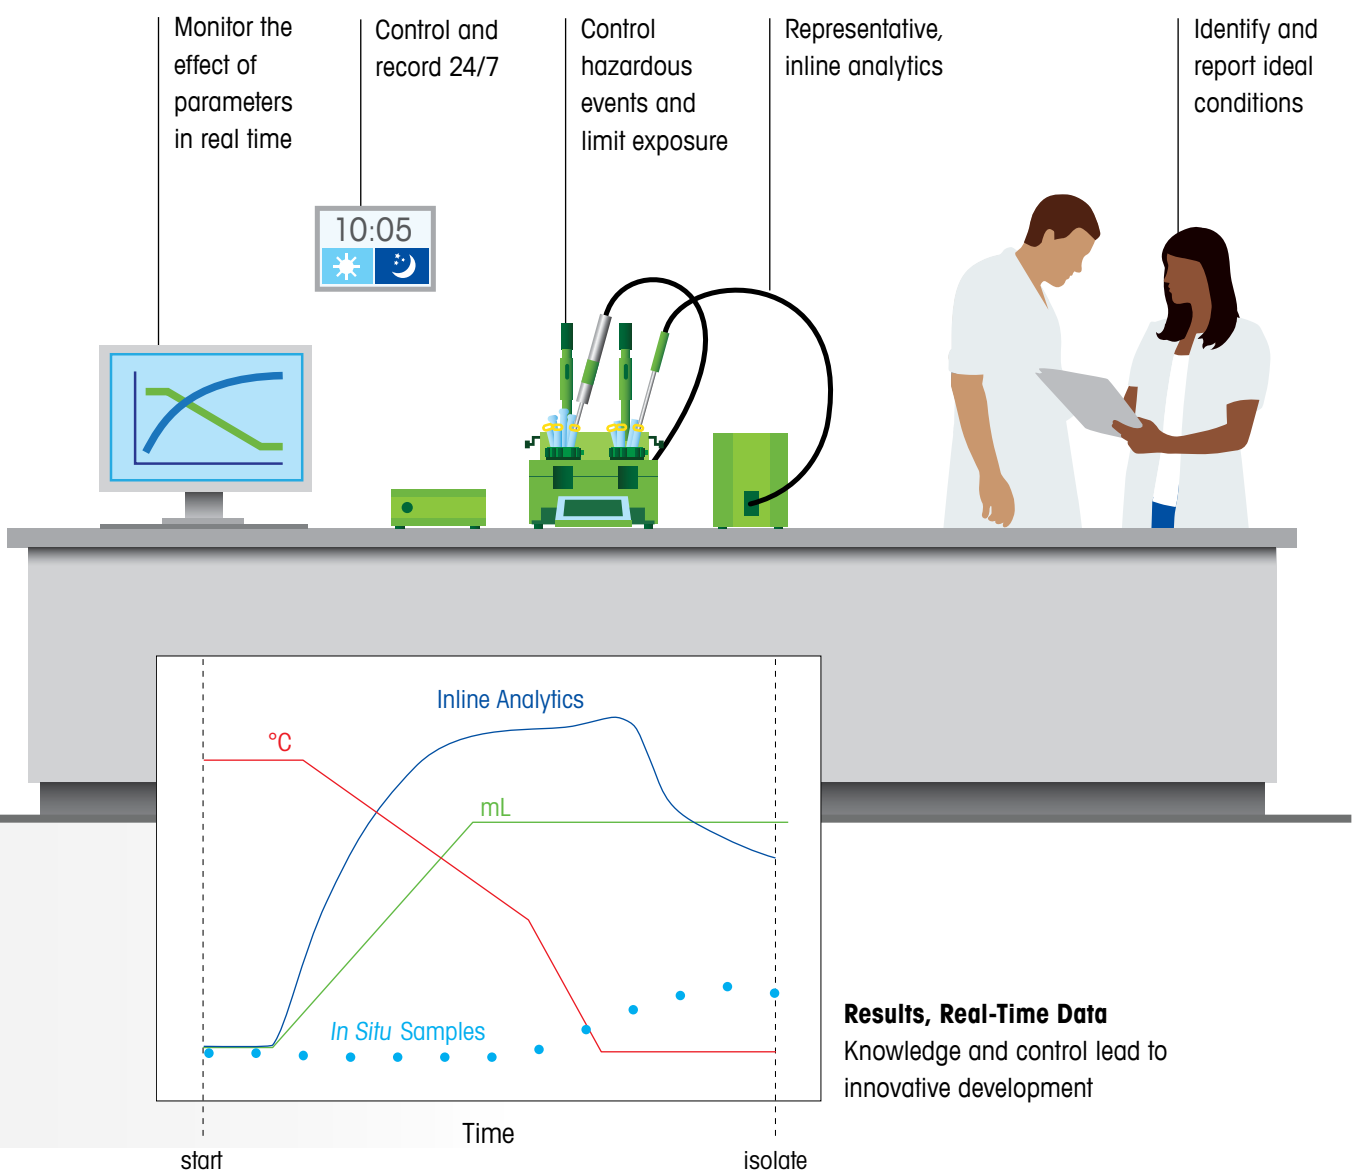 Monitor the
effect of
parameters
in real time
Control and
record 24/7
Control
hazardous
events and
limit exposure
Representative,
inline analytics
Identify and
report ideal
conditions
10:05
Inline Analytics
°C
mL
In Situ Samples
Time
start
isolate
Results, Real-Time Data
Knowledge and control lead to
innovative development